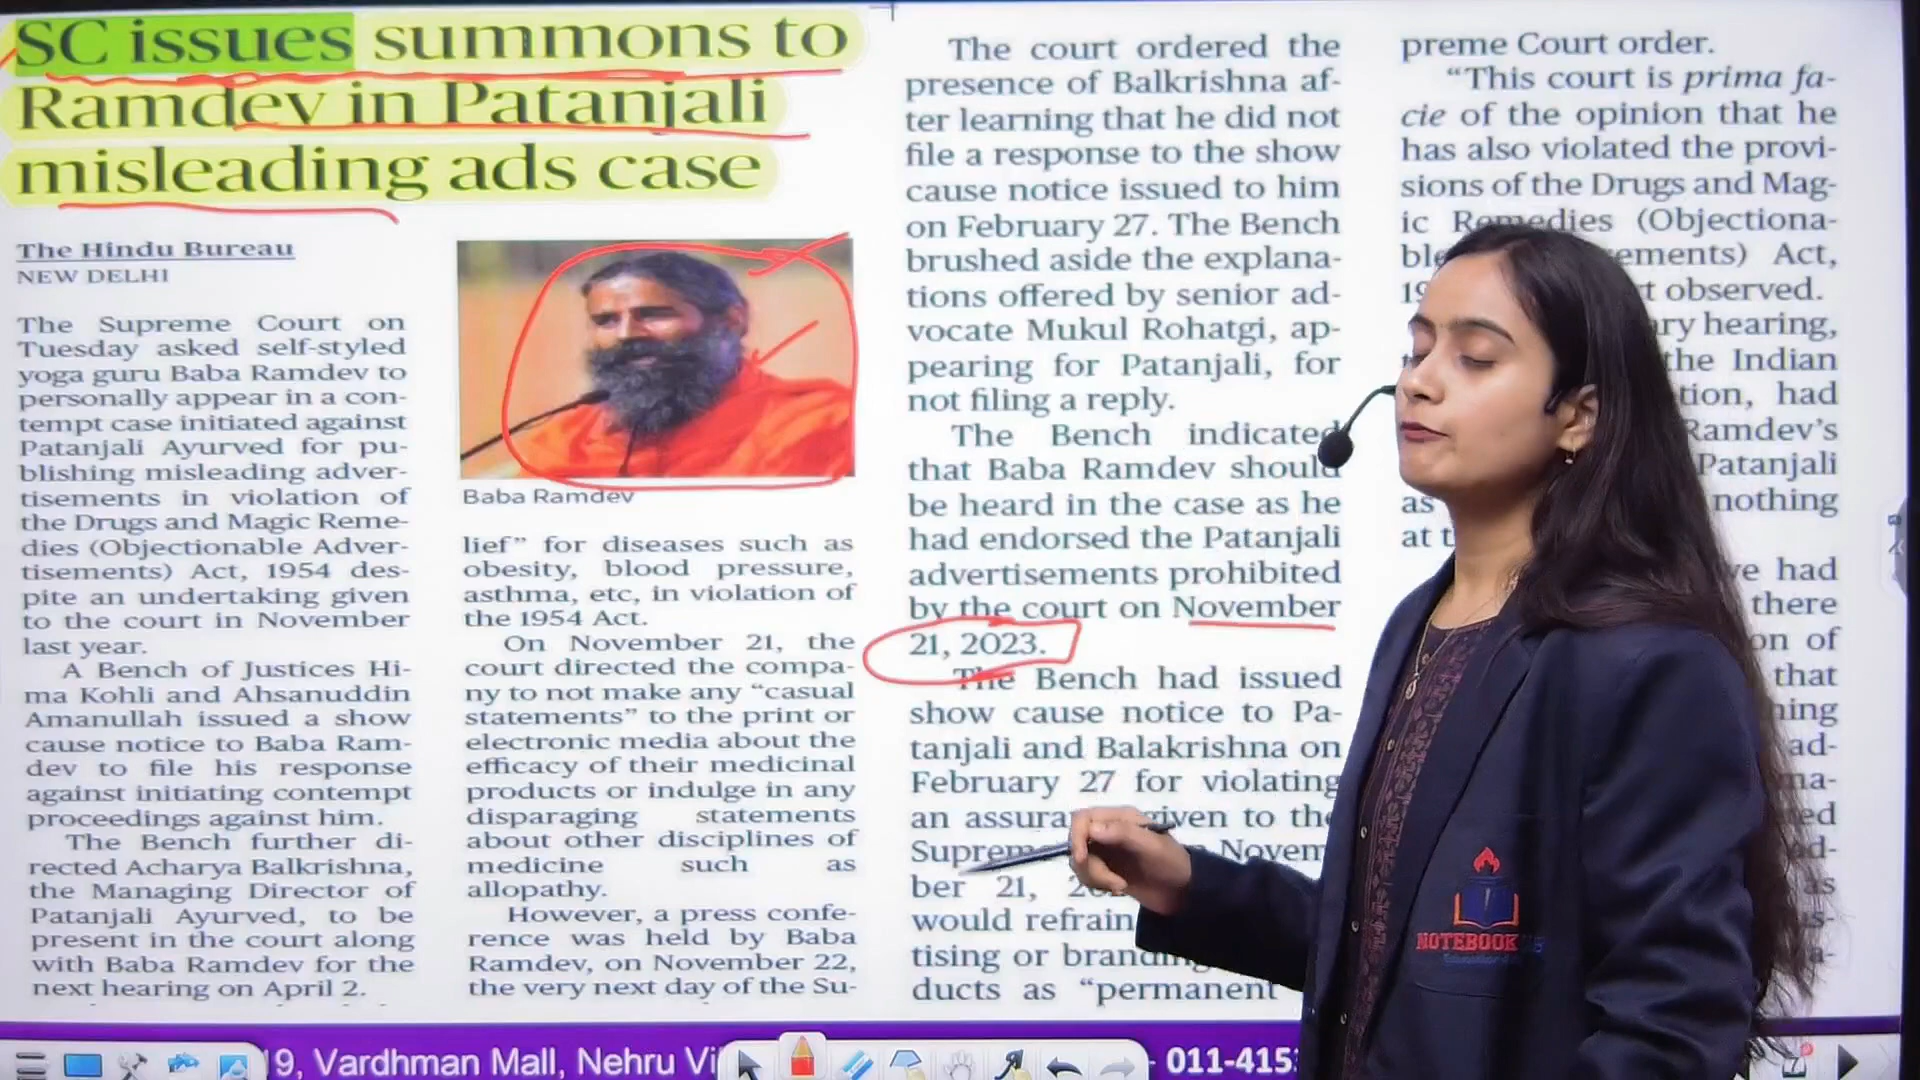 SC issues summons to
Ramdev in Patanjali
misleading ads case
The Hindu Bureau
NEW DELHI
The Supreme Court on
Tuesday asked self-styled
yoga guru Baba Ramdev to
personally appear in a con-
tempt case initiated against
Patanjali Ayurved for pu-
blishing misleading adver-
tisements in violation of
the Drugs and Magic Reme-
dies (Objectionable Adver-
tisements) Act, 1954 des-
pite an undertaking given
to the court in November
last year.
A Bench of Justices Hi-
ma Kohli and Ahsanuddin
Amanullah issued a show
cause notice to Baba Ram-
dev to file his response
against initiating contempt
proceedings against him.
The Bench further di-
rected Acharya Balkrishna,
the Managing Director of
Patanjali Ayurved, to be
present in the court along
with Baba Ramdev for the
next hearing on April 2.
Baba Ramdev
lief” for diseases such as
obesity, blood pressure,
asthma, etc, in violation of
the 1954 Act.
On November 21, the
court directed the compa-
ny to not make any “casual
statements” to the print or
electronic media about the
efficacy of their medicinal
products or indulge in any
disparaging statements
about other disciplines of
medicine such as
allopathy.
However, a press confe-
rence was held by Baba
Ramdev, on November 22,
the very next day of the Su-
The court ordered the
presence of Balkrishna af-
ter learning that he did not
file a response to the show
cause notice issued to him
on February 27. The Bench
brushed aside the explana-
tions offered by senior ad-
vocate Mukul Rohatgi, ap-
pearing for Patanjali, for
not filing a reply.
The Bench indicated
that Baba Ramdev should
be heard in the case as he
had endorsed the Patanjali
advertisements prohibited
by the court on November
21, 2023.
The Bench had issued
show cause notice to Pa-
tanjali and Balakrishna on
February 27 for violating
an given to the
Novem
ber 21,
would refrain
tising or
ducts as “permanent
preme Court order.
“This court is prima fa-
cie of the opinion that he
has also violated the provi-
sions of the Drugs and Mag-
ic Remedies (Objectiona-
ements) Act,
observed.
hearing,
the Indian
had
Ramdev's
Patanjali
as nothing
at
had
there
of
that
ad-
as
NOTEBOOK
19, Vardhman Mall, Nehru
011-415